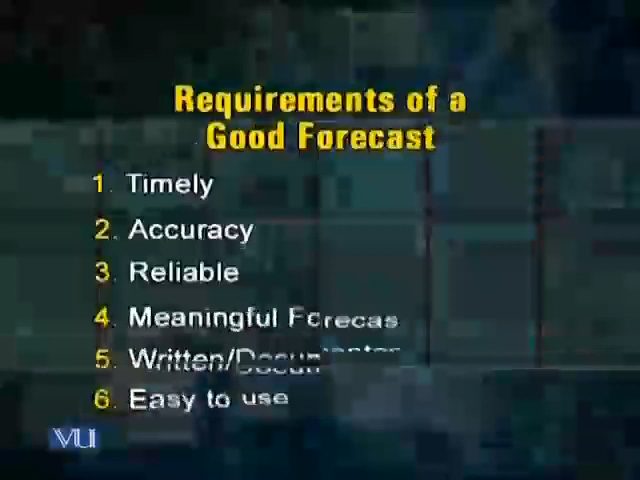 Requirements of a
Good Forecast
1. Timely
2. Accuracy
3. Reliable
4. Meaningful Forecas
5.
6. Easy to use
VU